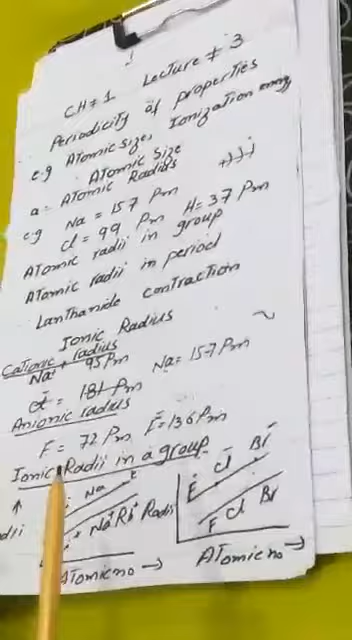 CH#1 Lecture # 3
Periodicity of properties
e.g Atomic size, Ionization energy
Atomic Size
a- Atomic Radius
e.g Na = 157 Pm
Cl = 99 Pm H = 37 Pm
Atomic radii in group
Atomic radii in period
Lanthanide contraction
Ionic Radius
Cationic radius
Na⁺ 95 Pm Na = 157 Pm
Cl⁻ = 181 Pm
Anionic radius
F = 72 Pm F⁻ = 136 Pm
Ionic Radii in a group
Na K F⁻ Cl⁻ Br⁻
Na⁺ Radii F Cl Br
Atomic no → Atomic no →